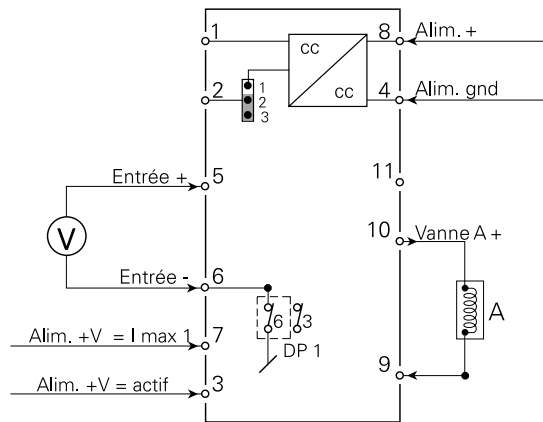 1
8
Alim. +
cc
cc
2
1
2
3
4
Alim. gnd
Entrée +
5
11
V
10
Vanne A +
Entrée -
6
6
3
DP 1
A
Alim. +V = I max 1
7
9
Alim. +V = actif
3